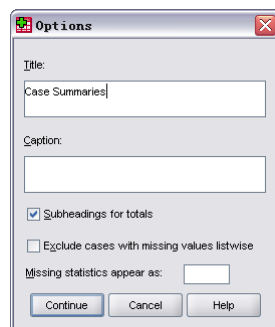 Options
Title:
Case Summaries
Caption:
Subheadings for totals
Exclude cases with missing values listwise
Missing statistics appear as:
Continue Cancel Help